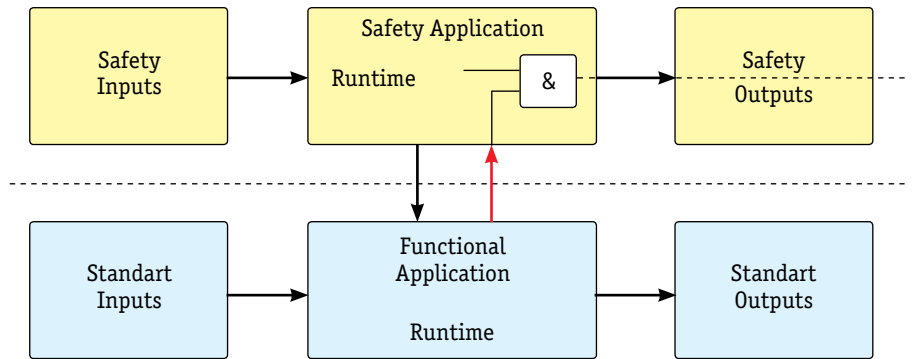 Safety
Inputs
Safety Application
Runtime
&
Safety
Outputs
Standart
Inputs
Functional
Application
Runtime
Standart
Outputs